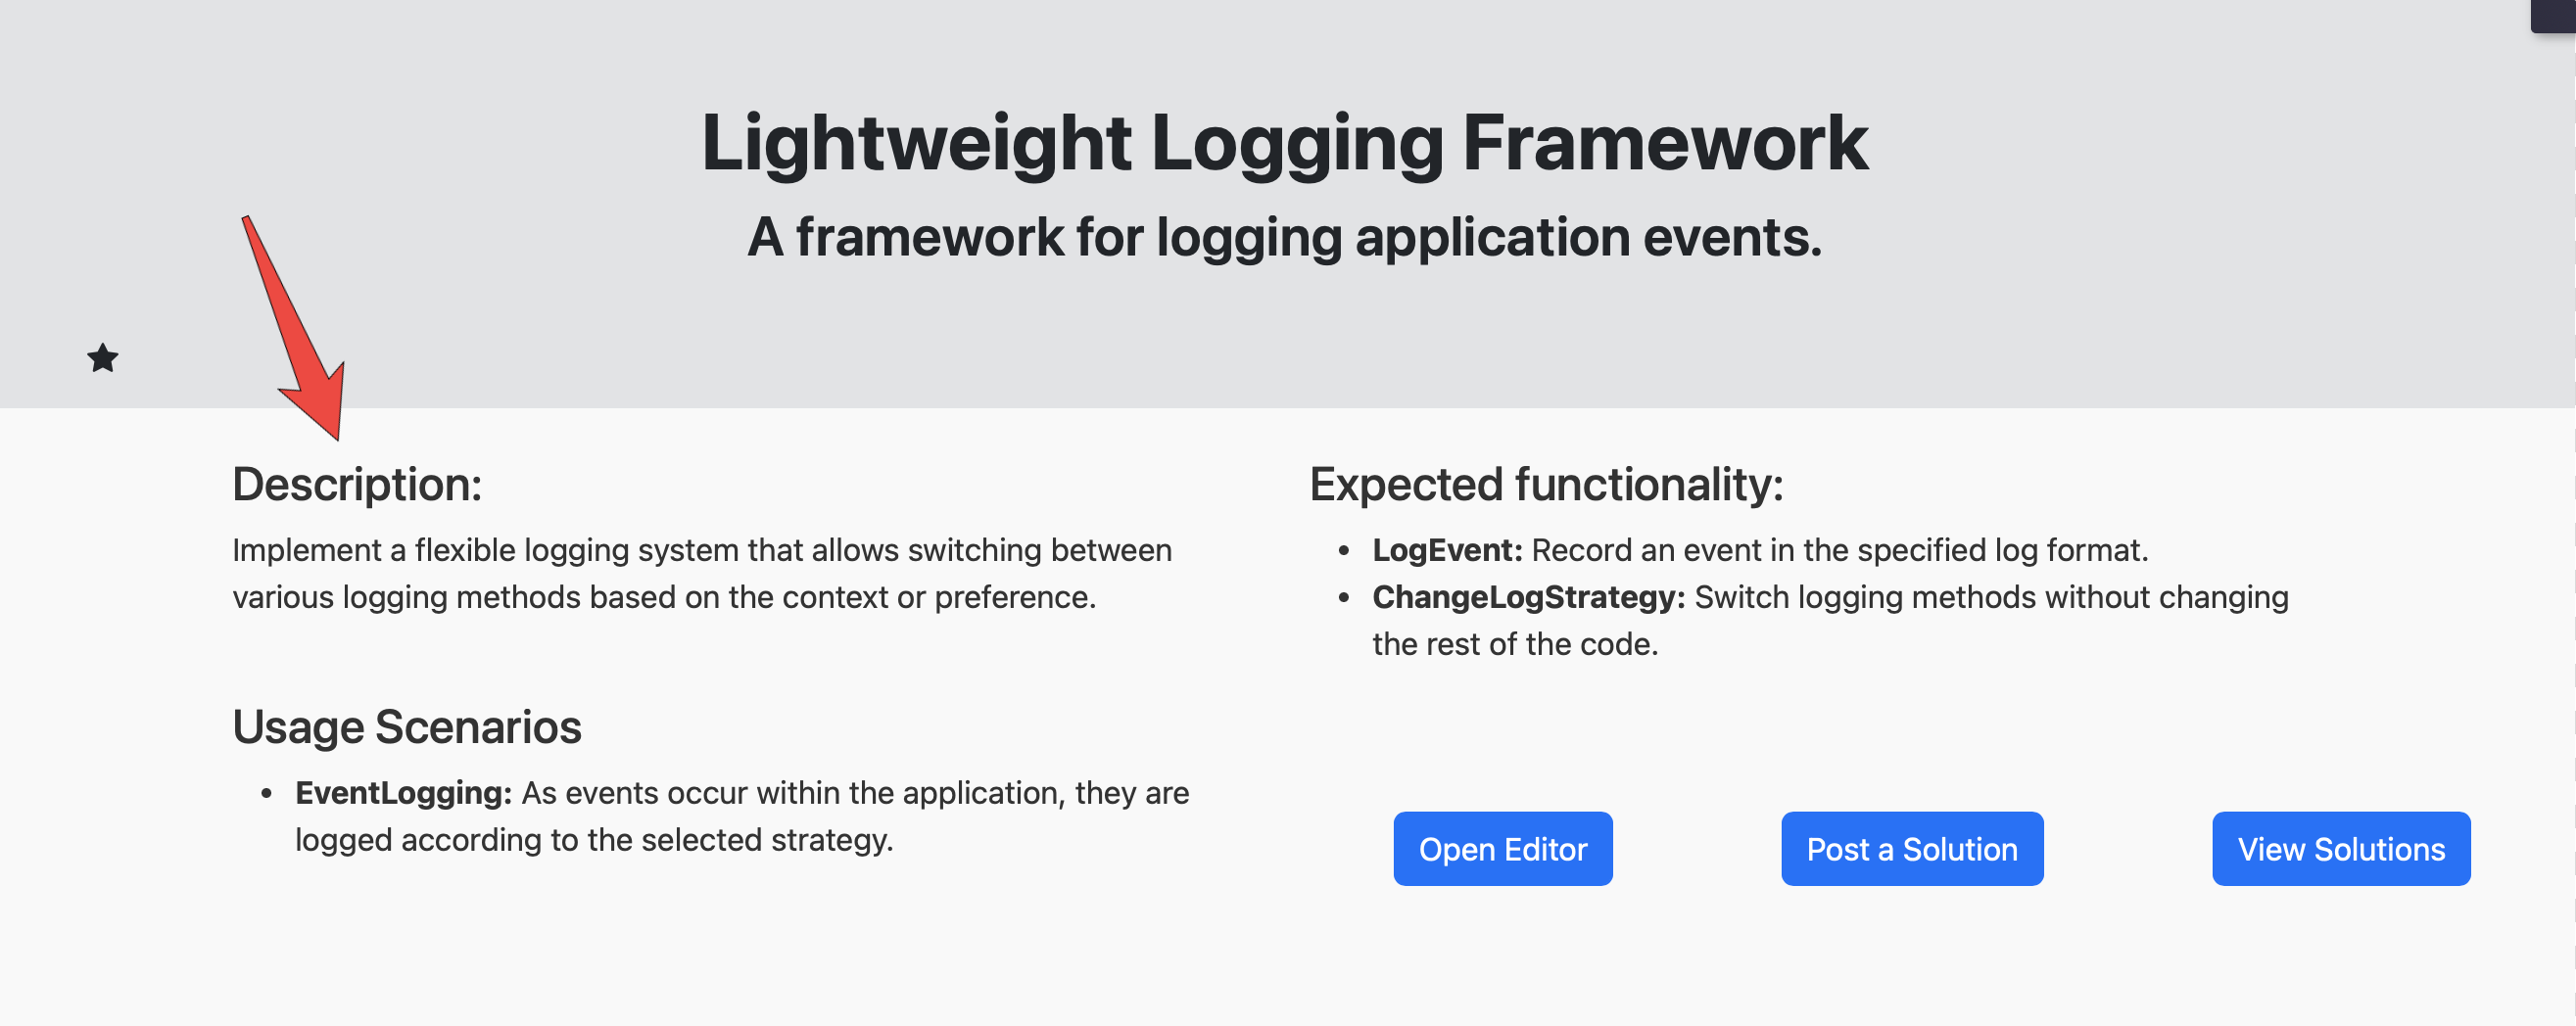 Lightweight Logging Framework
A framework for logging application events.
Description:
Implement a flexible logging system that allows switching between
various logging methods based on the context or preference.
Usage Scenarios
EventLogging: As events occur within the application, they are
logged according to the selected strategy.
Expected functionality:
LogEvent: Record an event in the specified log format.
ChangeLogStrategy: Switch logging methods without changing
the rest of the code.
Open Editor
Post a Solution
View Solutions